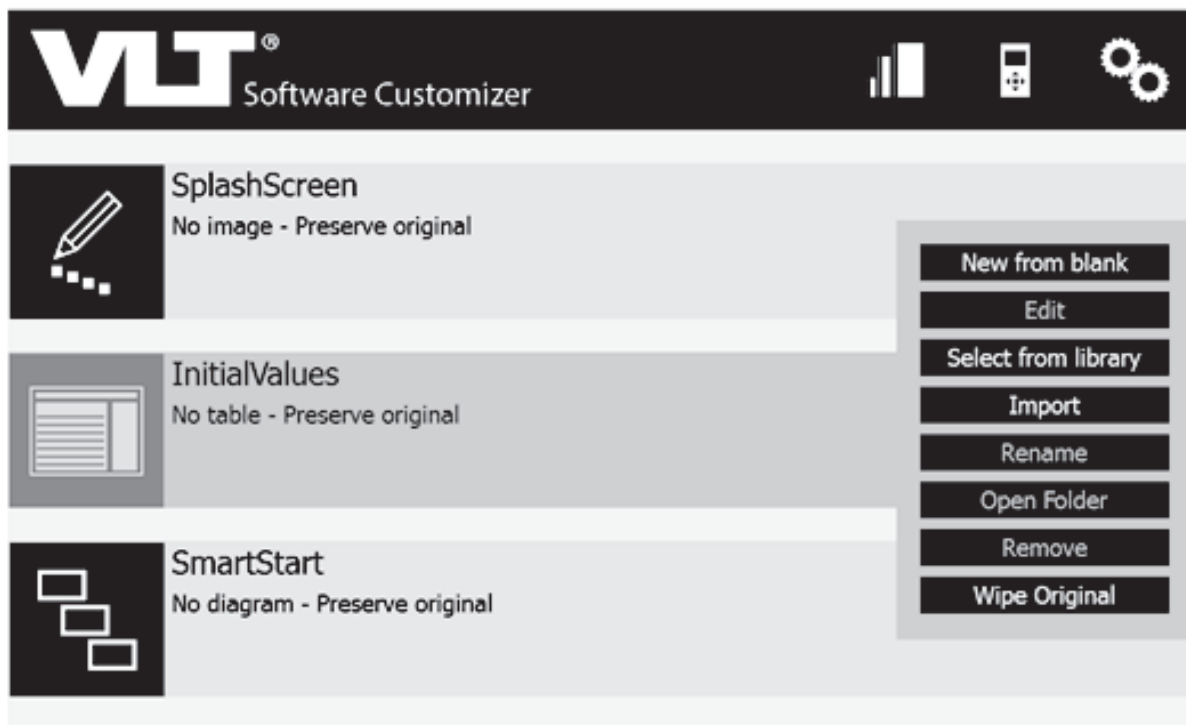 VLT®
Software Customizer
SplashScreen
No image - Preserve original
New from blank
Edit
Select from library
Import
Rename
Open Folder
Remove
Wipe Original
InitialValues
No table - Preserve original
SmartStart
No diagram - Preserve original